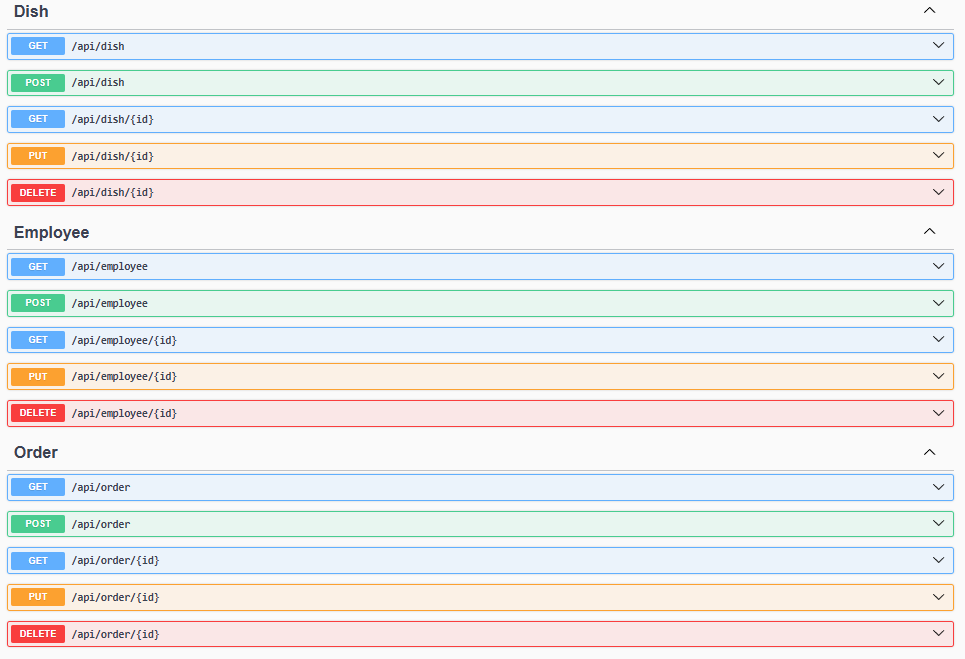 Dish
GET /api/dish
POST /api/dish
GET /api/dish/{id}
PUT /api/dish/{id}
DELETE /api/dish/{id}
Employee
GET /api/employee
POST /api/employee
GET /api/employee/{id}
PUT /api/employee/{id}
DELETE /api/employee/{id}
Order
GET /api/order
POST /api/order
GET /api/order/{id}
PUT /api/order/{id}
DELETE /api/order/{id}